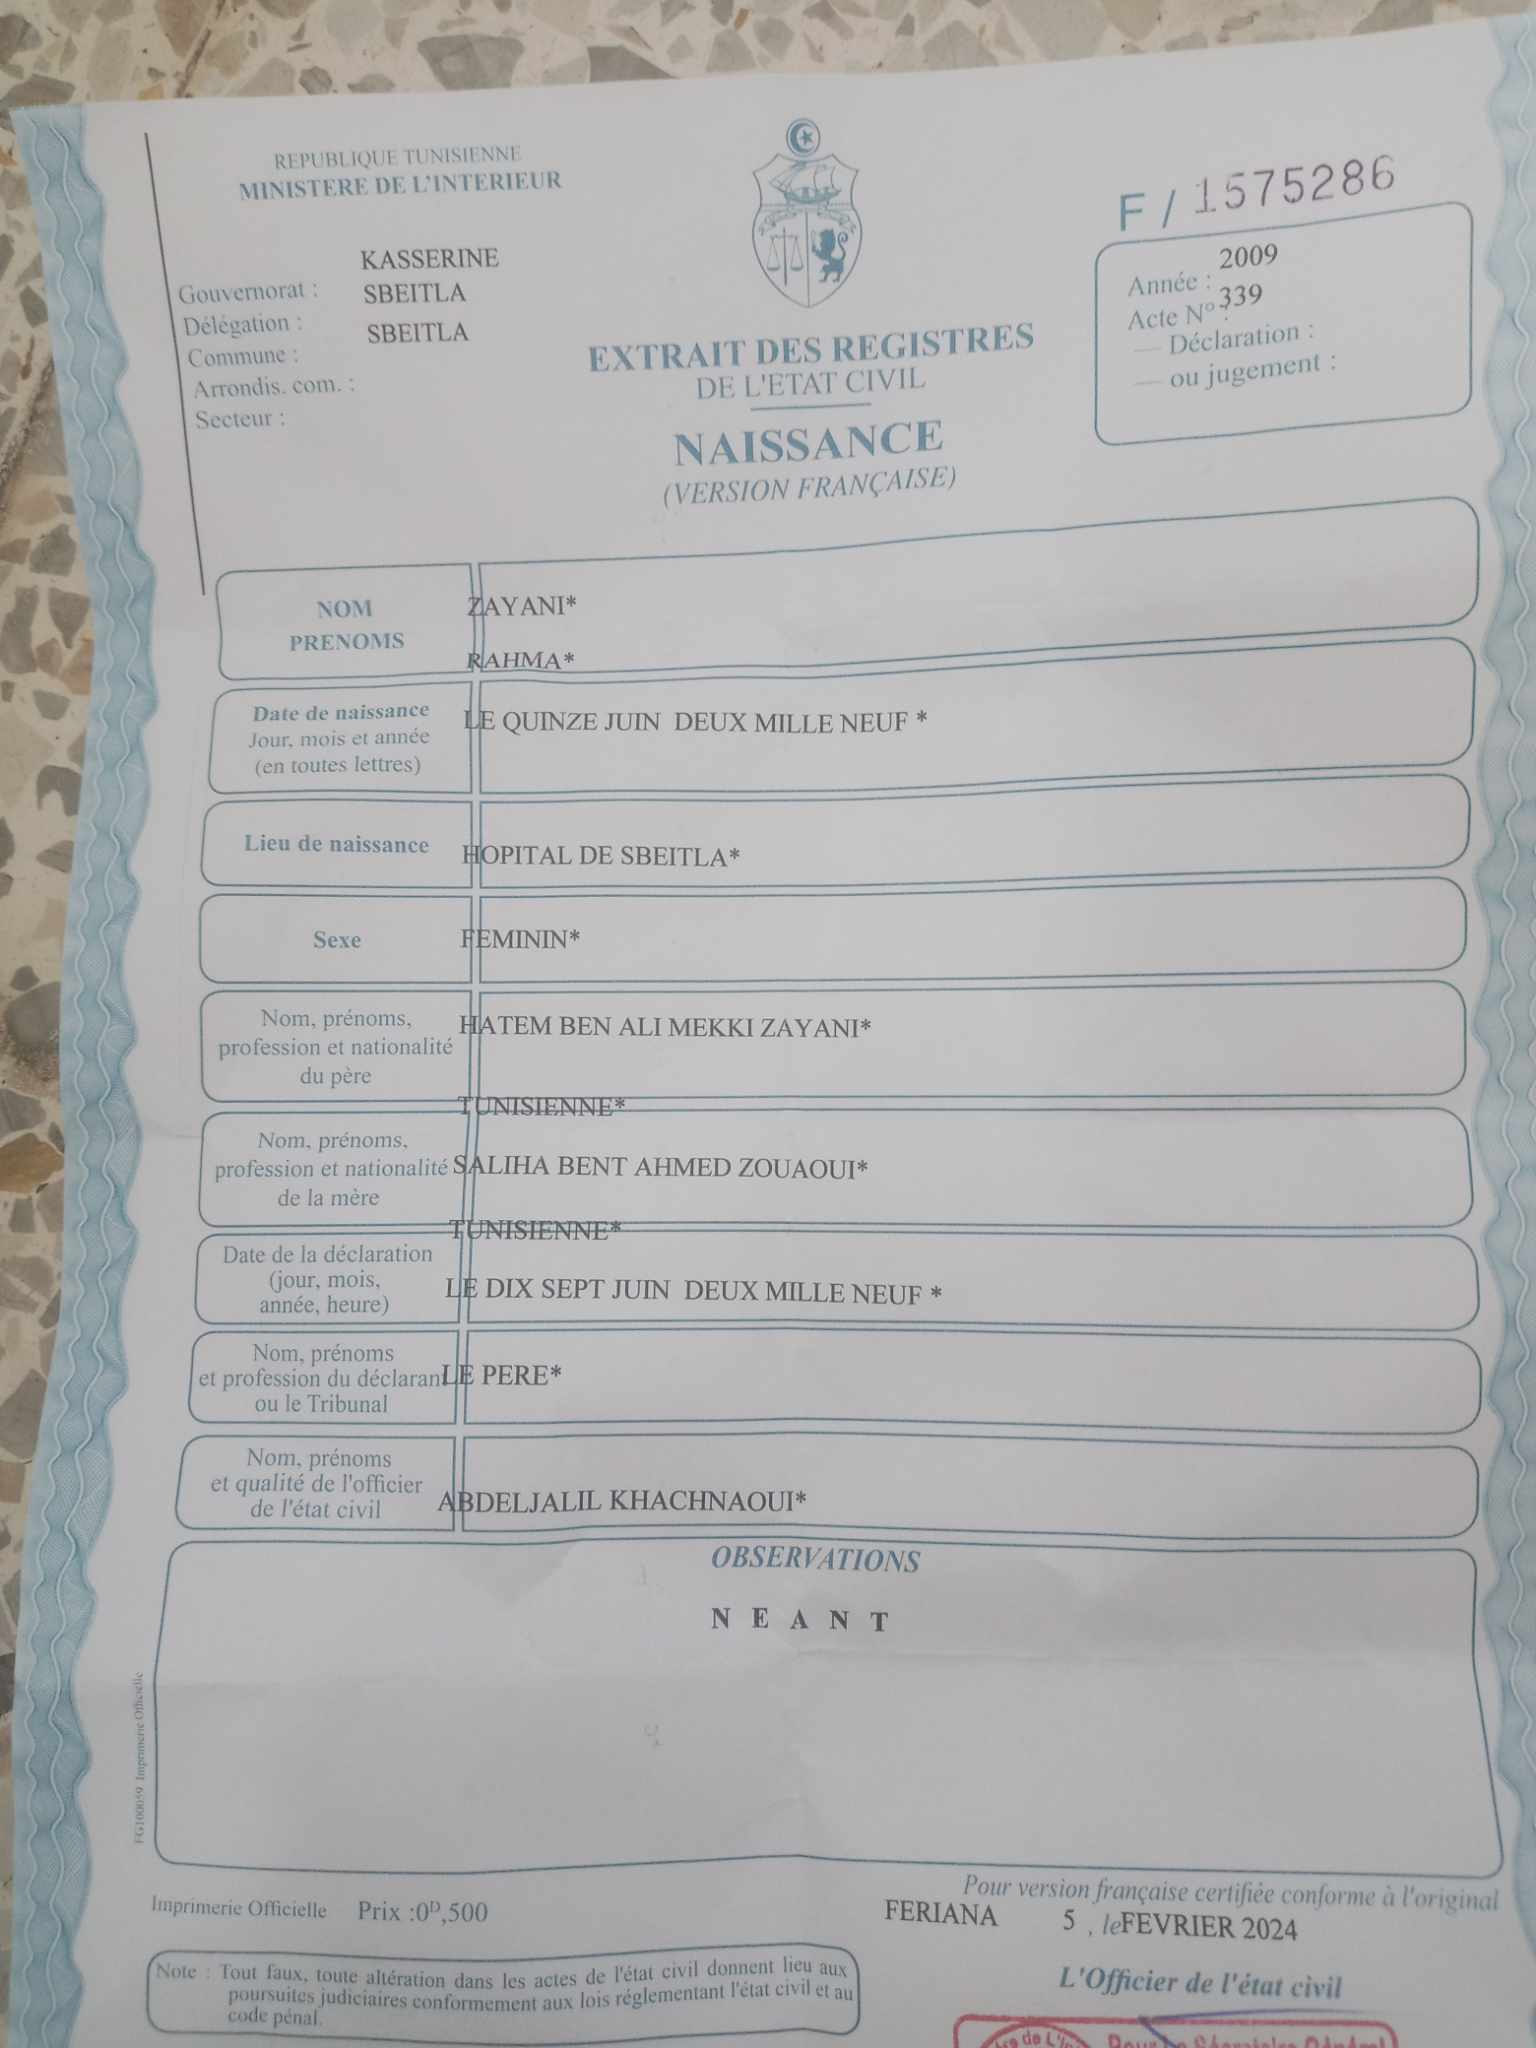 REPUBLIQUE TUNISIENNE
MINISTERE DE L'INTERIEUR
F / 1575286
KASSERINE
Gouvernorat :
SBEITLA
Délégation :
SBEITLA
Commune :
Arrondis. com. :
Secteur :
2009
Année :
339
Acte N° :
— Déclaration :
— ou jugement :
EXTRAIT DES REGISTRES
DE L'ETAT CIVIL
NAISSANCE
(VERSION FRANÇAISE)
NOM
PRENOMS
ZAYANI*
RAHMA*
Date de naissance
Jour, mois et année
(en toutes lettres)
LE QUINZE JUIN DEUX MILLE NEUF *
Lieu de naissance
HOPITAL DE SBEITLA*
Sexe
FEMININ*
Nom, prénoms,
profession et nationalité
du père
HATEM BEN ALI MEKKI ZAYANI*
TUNISIENNE*
Nom, prénoms,
profession et nationalité
de la mère
SALIHA BENT AHMED ZOUAOUI*
TUNISIENNE*
Date de la déclaration
(jour, mois,
année, heure)
LE DIX SEPT JUIN DEUX MILLE NEUF *
Nom, prénoms
et profession du déclarant
ou le Tribunal
LE PERE*
Nom, prénoms
et qualité de l'officier
de l'état civil
ABDELJALIL KHACHNAOUI*
OBSERVATIONS
N E A N T
FG100059 Imprimerie Officielle
Imprimerie Officielle Prix :0ᴰ,500
Pour version française certifiée conforme à l'original
FERIANA 5 , le FEVRIER 2024
L'Officier de l'état civil
Note : Tout faux, toute altération dans les actes de l'état civil donnent lieu aux
poursuites judiciaires conformement aux lois réglementant l'état civil et au
code pénal.
Secrétaire Général